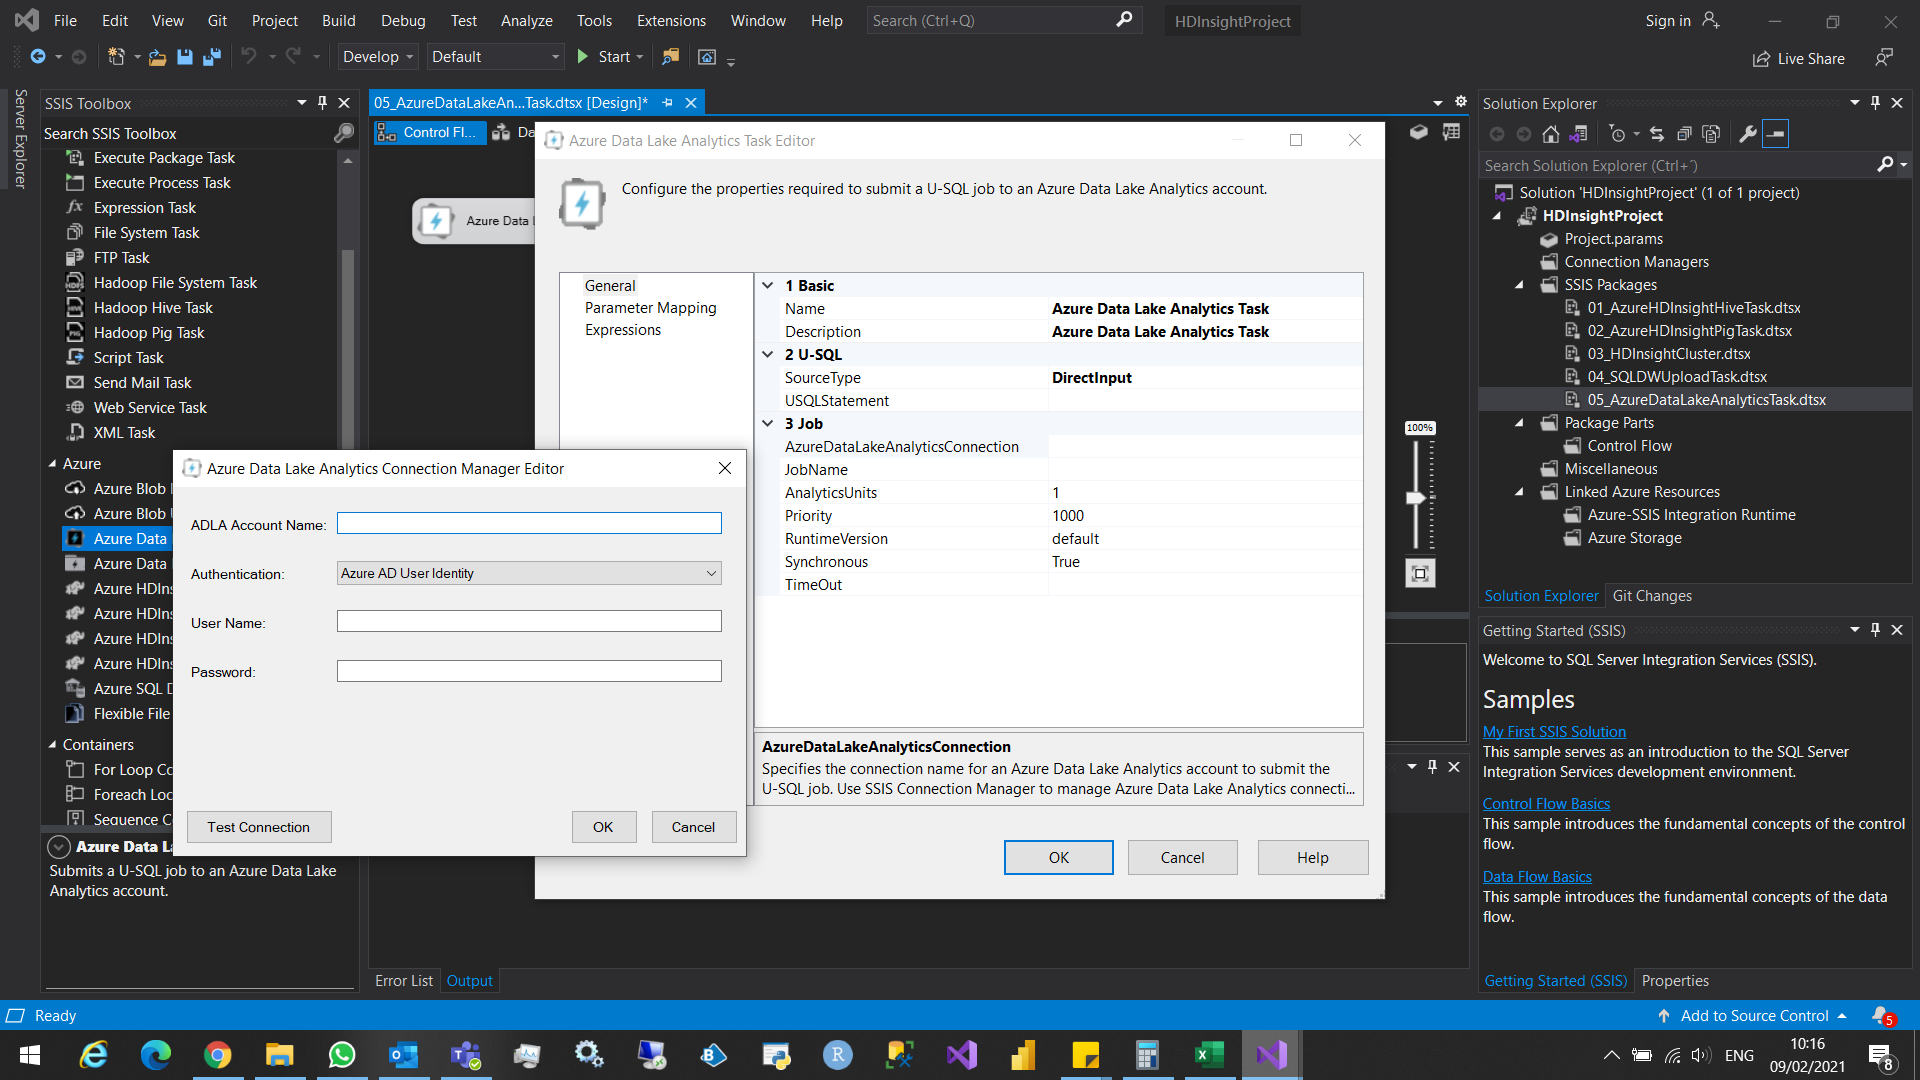 File Edit View Git Project Build Debug Test Analyze Tools Extensions Window Help Search (Ctrl+Q) HDInsightProject Sign in
Develop Default Start Live Share
Server Explorer
SSIS Toolbox
Search SSIS Toolbox
Execute Package Task
Execute Process Task
Expression Task
File System Task
FTP Task
Hadoop File System Task
Hadoop Hive Task
Hadoop Pig Task
Script Task
Send Mail Task
Web Service Task
XML Task
Azure
Azure Blob
Azure Blob
Azure Data
Azure Data
Azure HDIns
Azure HDIns
Azure HDIns
Azure HDIns
Azure SQL D
Flexible File
Containers
For Loop Co
Foreach Loo
Sequence C
Azure Data La
Submits a U-SQL job to an Azure Data Lake
Analytics account.
05_AzureDataLakeAn...Task.dtsx [Design]*
Control Fl... Da
Azure Data L
Azure Data Lake Analytics Task Editor
Configure the properties required to submit a U-SQL job to an Azure Data Lake Analytics account.
General
Parameter Mapping
Expressions
1 Basic
Name Azure Data Lake Analytics Task
Description Azure Data Lake Analytics Task
2 U-SQL
SourceType DirectInput
USQLStatement
3 Job
AzureDataLakeAnalyticsConnection
JobName
AnalyticsUnits 1
Priority 1000
RuntimeVersion default
Synchronous True
TimeOut
AzureDataLakeAnalyticsConnection
Specifies the connection name for an Azure Data Lake Analytics account to submit the
U-SQL job. Use SSIS Connection Manager to manage Azure Data Lake Analytics connecti...
OK Cancel Help
Azure Data Lake Analytics Connection Manager Editor
ADLA Account Name:
Authentication: Azure AD User Identity
User Name:
Password:
Test Connection OK Cancel
100%
Error List Output
Solution Explorer
Search Solution Explorer (Ctrl+´)
Solution 'HDInsightProject' (1 of 1 project)
HDInsightProject
Project.params
Connection Managers
SSIS Packages
01_AzureHDInsightHiveTask.dtsx
02_AzureHDInsightPigTask.dtsx
03_HDInsightCluster.dtsx
04_SQLDWUploadTask.dtsx
05_AzureDataLakeAnalyticsTask.dtsx
Package Parts
Control Flow
Miscellaneous
Linked Azure Resources
Azure-SSIS Integration Runtime
Azure Storage
Solution Explorer Git Changes
Getting Started (SSIS)
Welcome to SQL Server Integration Services (SSIS).
Samples
My First SSIS Solution
This sample serves as an introduction to the SQL Server
Integration Services development environment.
Control Flow Basics
This sample introduces the fundamental concepts of the control
flow.
Data Flow Basics
This sample introduces the fundamental concepts of the data
flow.
Getting Started (SSIS) Properties
Ready Add to Source Control 5
ENG 10:16
09/02/2021 8